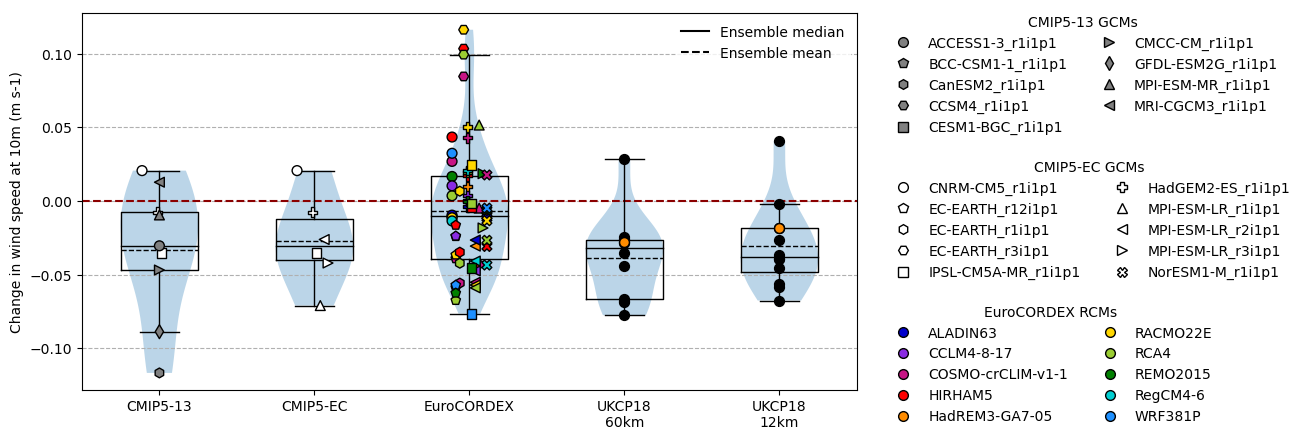 Change in wind speed at 10m (m s-1)
0.10
0.05
0.00
−0.05
−0.10
Ensemble median
Ensemble mean
CMIP5-13
CMIP5-EC
EuroCORDEX
UKCP18
60km
UKCP18
12km
CMIP5-13 GCMs
ACCESS1-3_r1i1p1
BCC-CSM1-1_r1i1p1
CanESM2_r1i1p1
CCSM4_r1i1p1
CESM1-BGC_r1i1p1
CMCC-CM_r1i1p1
GFDL-ESM2G_r1i1p1
MPI-ESM-MR_r1i1p1
MRI-CGCM3_r1i1p1
CMIP5-EC GCMs
CNRM-CM5_r1i1p1
EC-EARTH_r12i1p1
EC-EARTH_r1i1p1
EC-EARTH_r3i1p1
IPSL-CM5A-MR_r1i1p1
HadGEM2-ES_r1i1p1
MPI-ESM-LR_r1i1p1
MPI-ESM-LR_r2i1p1
MPI-ESM-LR_r3i1p1
NorESM1-M_r1i1p1
EuroCORDEX RCMs
ALADIN63
CCLM4-8-17
COSMO-crCLIM-v1-1
HIRHAM5
HadREM3-GA7-05
RACMO22E
RCA4
REMO2015
RegCM4-6
WRF381P